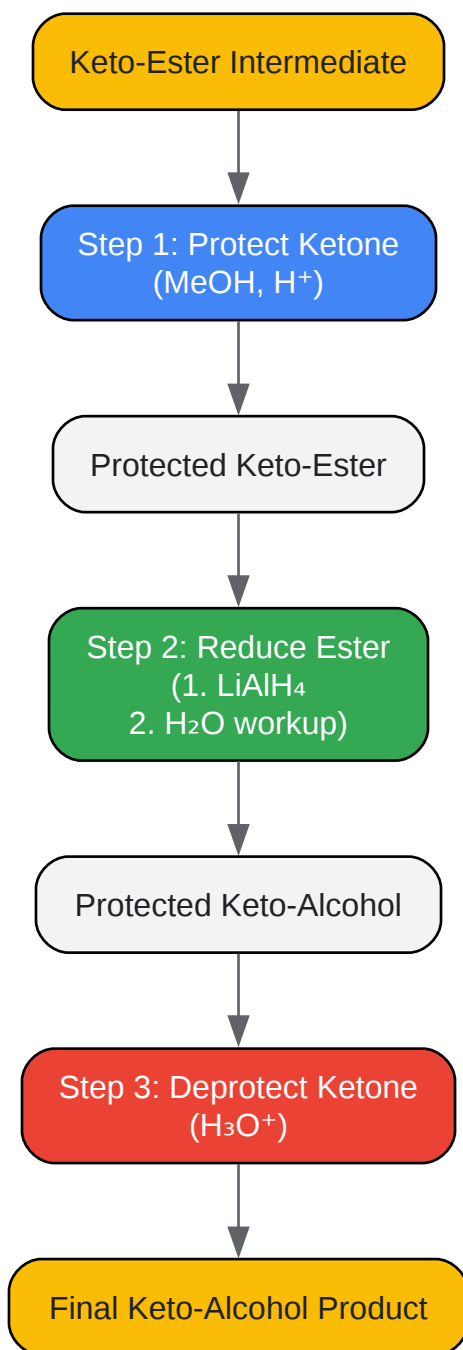 Keto-Ester Intermediate
Step 1: Protect Ketone
(MeOH, H⁺)
Protected Keto-Ester
Step 2: Reduce Ester
(1. LiAlH₄
2. H₂O workup)
Protected Keto-Alcohol
Step 3: Deprotect Ketone
(H₃O⁺)
Final Keto-Alcohol Product